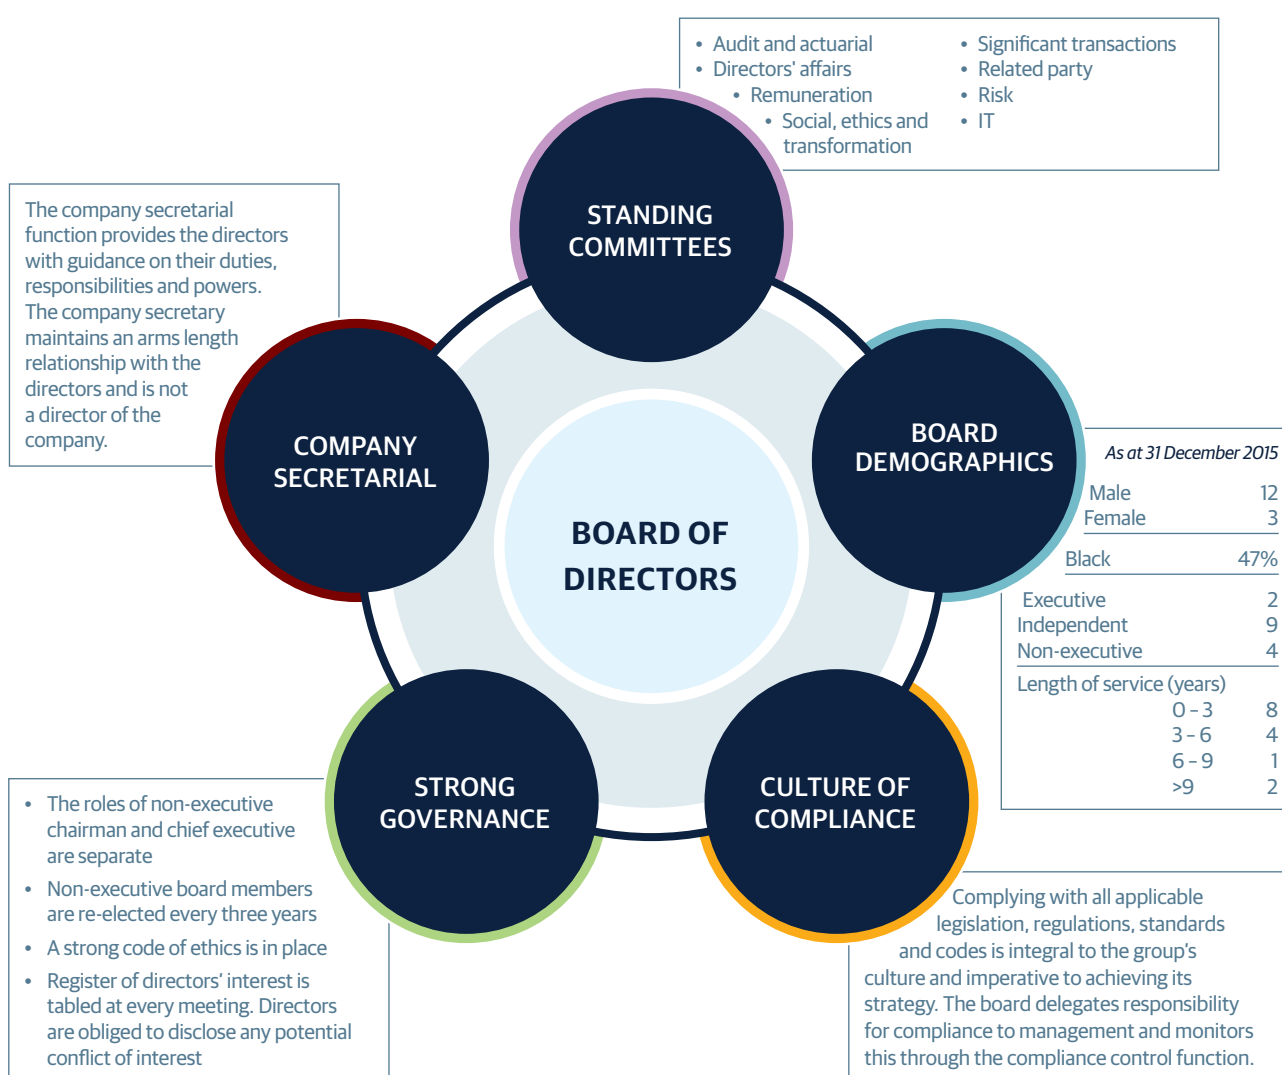 • Audit and actuarial
• Directors' affairs
• Remuneration
• Social, ethics and
transformation
• Significant transactions
• Related party
• Risk
• IT
STANDING
COMMITTEES
The company secretarial
function provides the directors
with guidance on their duties,
responsibilities and powers.
The company secretary
maintains an arms length
relationship with the
directors and is not
a director of the
company.
COMPANY
SECRETARIAL
BOARD
DEMOGRAPHICS
As at 31 December 2015
Male 12
Female 3
Black 47%
Executive 2
Independent 9
Non-executive 4
Length of service (years)
0 – 3 8
3 – 6 4
6 – 9 1
>9 2
BOARD OF
DIRECTORS
STRONG
GOVERNANCE
• The roles of non-executive
chairman and chief executive
are separate
• Non-executive board members
are re-elected every three years
• A strong code of ethics is in place
• Register of directors' interest is
tabled at every meeting. Directors
are obliged to disclose any potential
conflict of interest
CULTURE OF
COMPLIANCE
Complying with all applicable
legislation, regulations, standards
and codes is integral to the group's
culture and imperative to achieving its
strategy. The board delegates responsibility
for compliance to management and monitors
this through the compliance control function.